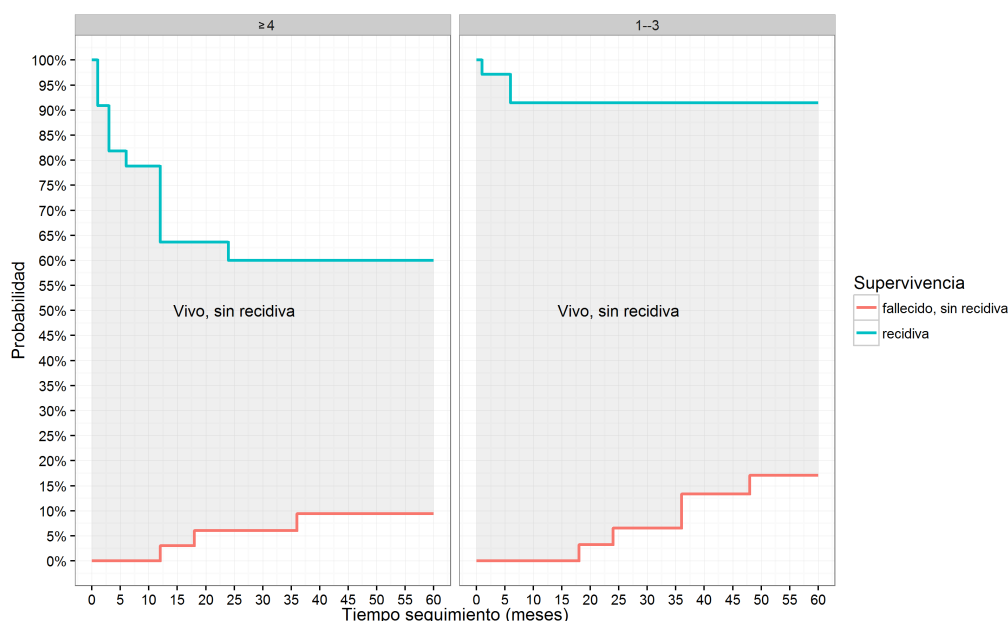 ≥ 4
1--3
100%
95%
90%
85%
80%
75%
70%
65%
60%
55%
50%
45%
40%
35%
30%
25%
20%
15%
10%
5%
0%
Probabilidad
Vivo, sin recidiva
Vivo, sin recidiva
0 5 10 15 20 25 30 35 40 45 50 55 60
0 5 10 15 20 25 30 35 40 45 50 55 60
Tiempo seguimiento (meses)
Supervivencia
fallecido, sin recidiva
recidiva